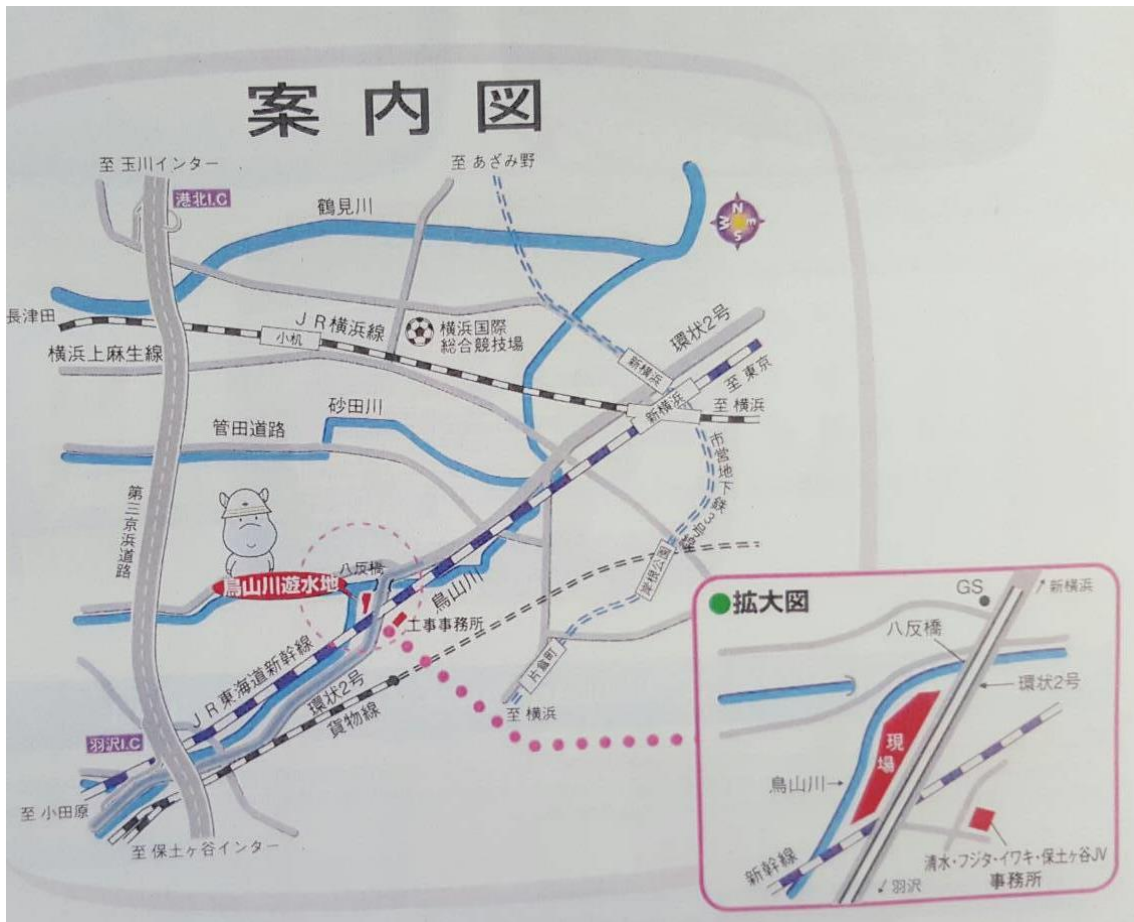 案内図
至 玉川インター
至 あざみ野
港北I.C
鶴見川
N
E
S
W
長津田
JR横浜線
小机
横浜国際
総合競技場
環状2号
横浜上麻生線
新横浜
至 東京
新横浜
至 横浜
砂田川
管田道路
市営地下鉄3号線
第三京浜道路
八反橋
鳥山川遊水地
鳥山川
岸根公園
工事事務所
片倉町
JR東海道新幹線
環状2号
貨物線
至 横浜
羽沢I.C
至 小田原
至 保土ヶ谷インター
●拡大図
GS
新横浜
八反橋
環状2号
現場
鳥山川
新幹線
羽沢
清水・フジタ・イワキ・保土ヶ谷JV
事務所